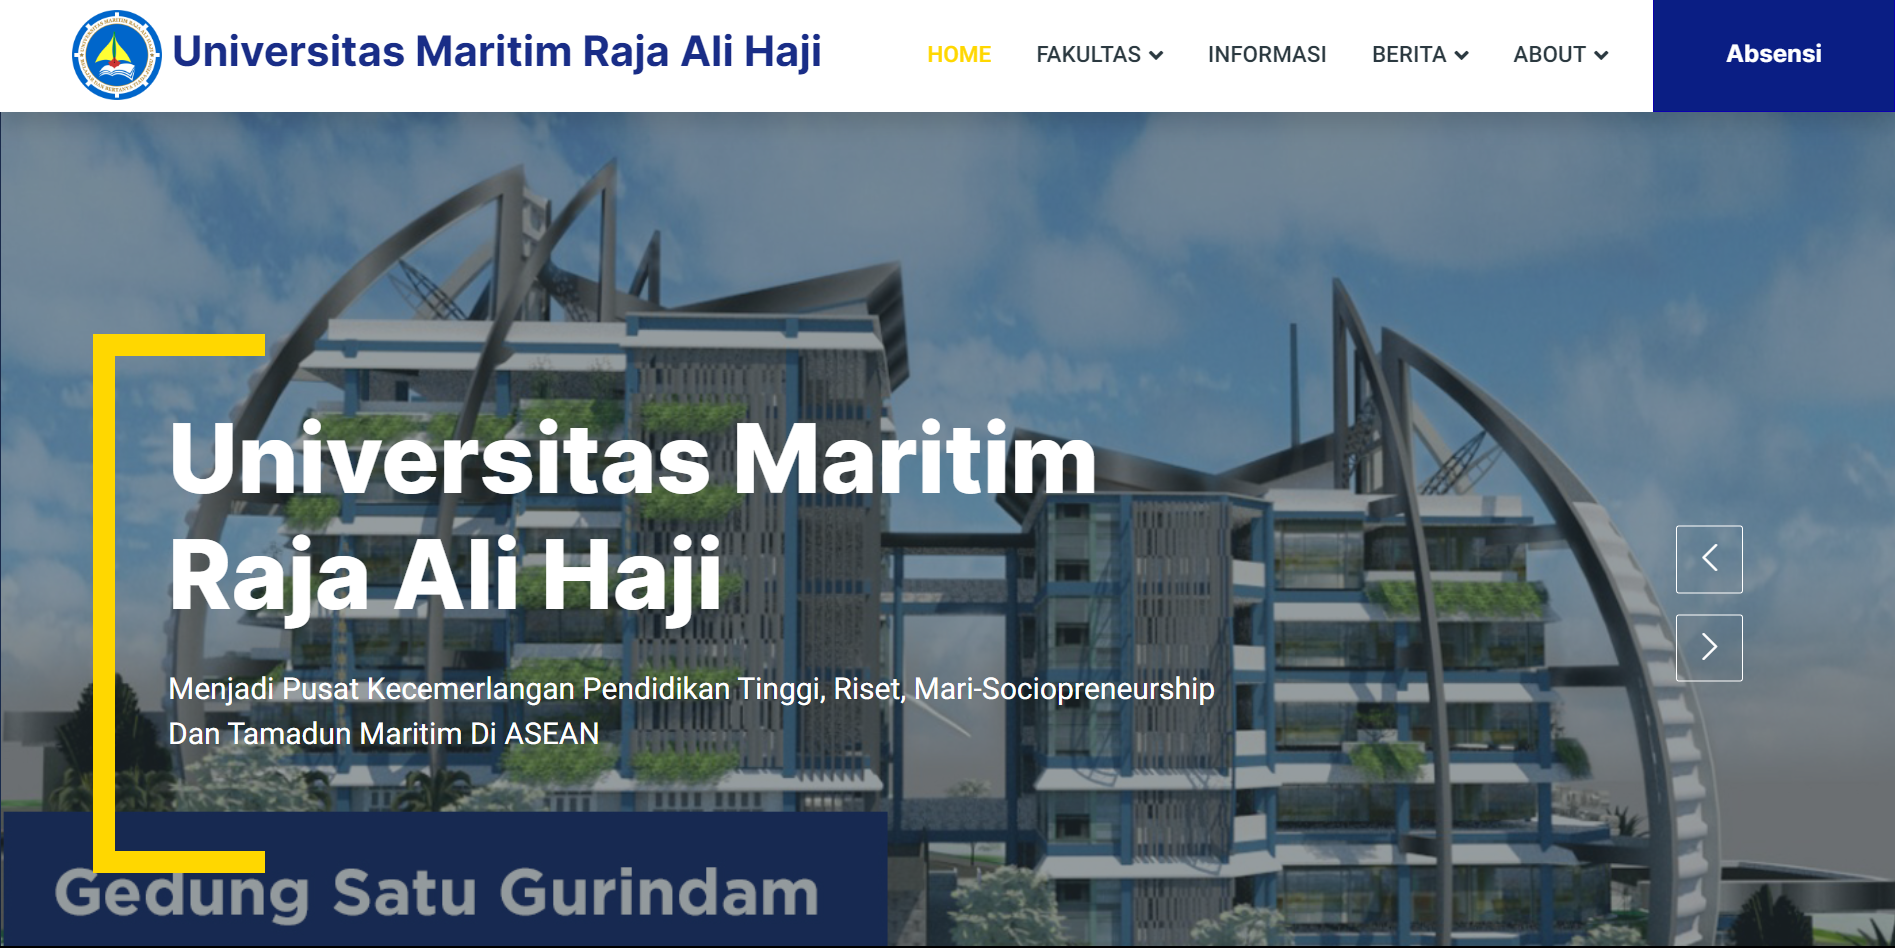 Universitas Maritim Raja Ali Haji
HOME
FAKULTAS
INFORMASI
BERITA
ABOUT
Absensi
Universitas Maritim
Raja Ali Haji
Menjadi Pusat Kecemerlangan Pendidikan Tinggi, Riset, Mari-Sociopreneurship
Dan Tamadun Maritim Di ASEAN
Gedung Satu Gurindam